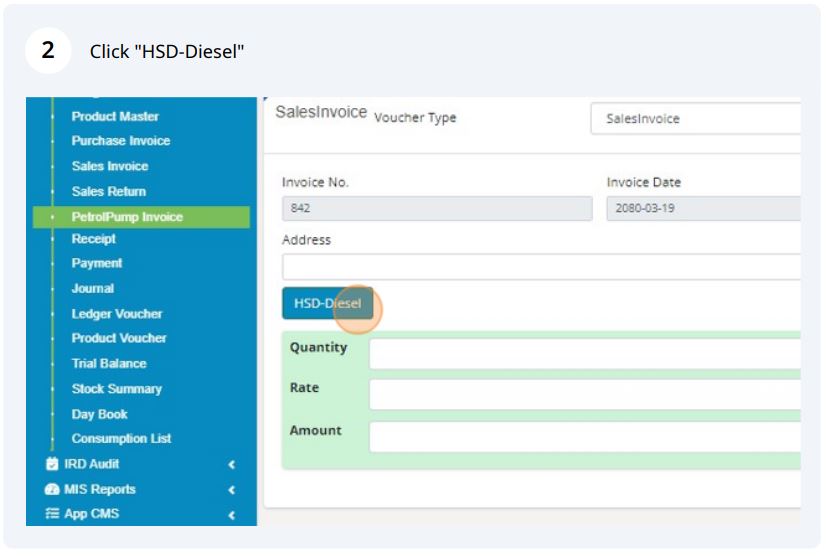 2 Click "HSD-Diesel"
Product Master
Purchase Invoice
Sales Invoice
Sales Return
PetrolPump Invoice
Receipt
Payment
Journal
Ledger Voucher
Product Voucher
Trial Balance
Stock Summary
Day Book
Consumption List
IRD Audit
MIS Reports
App CMS
SalesInvoice Voucher Type SalesInvoice
Invoice No. Invoice Date
842 2080-03-19
Address
HSD-Diesel
Quantity
Rate
Amount